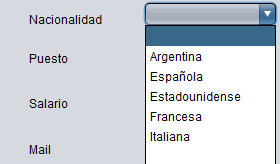 Nacionalidad
Argentina
Puesto
Española
Estadounidense
Salario
Francesa
Italiana
Mail